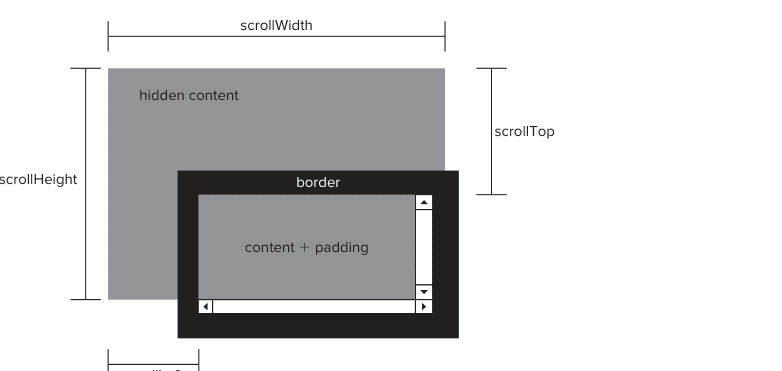 scrollWidth
hidden content
scrollTop
scrollHeight
border
content + padding